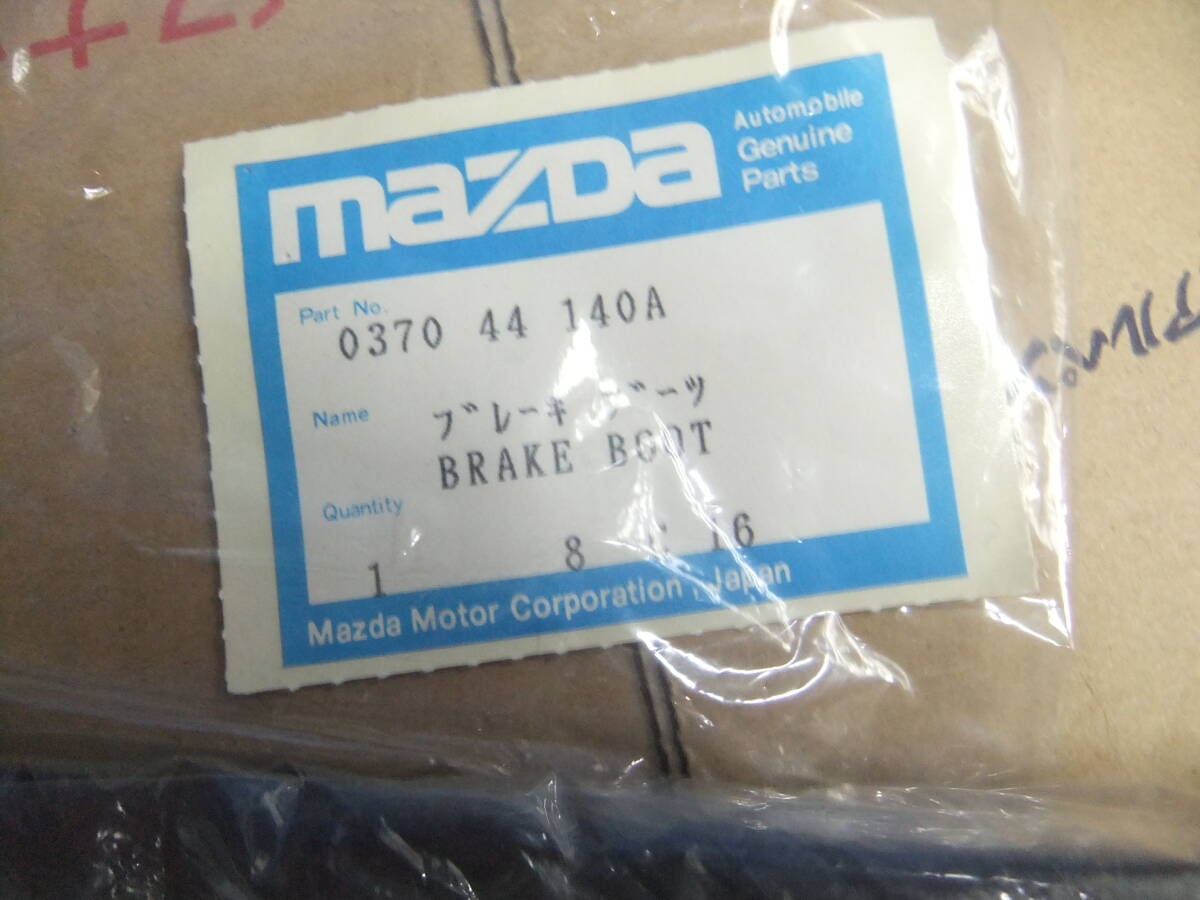 mazda
Automobile
Genuine
Parts
Part No.
0370 44 140A
Name
ブレーキ ブーツ
BRAKE BOOT
Quantity
1 8 16
Mazda Motor Corporation, Japan